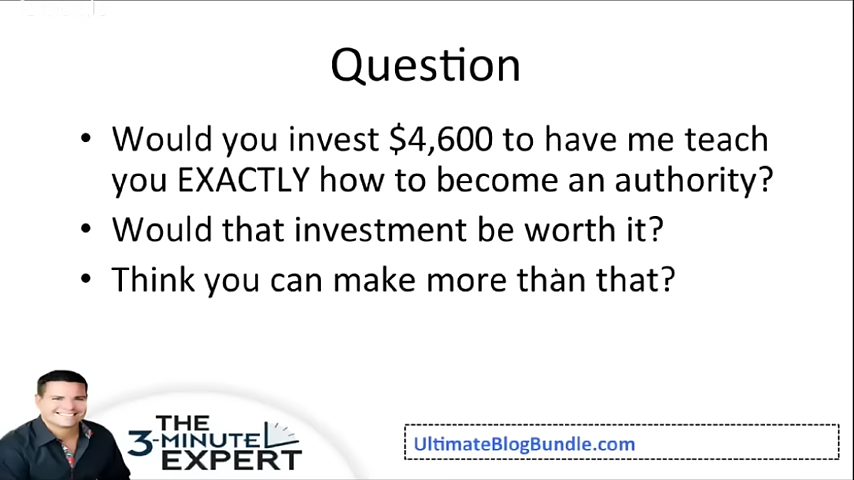 Question
• Would you invest $4,600 to have me teach
you EXACTLY how to become an authority?
• Would that investment be worth it?
• Think you can make more than that?
THE
3-MINUTE
EXPERT
UltimateBlogBundle.com